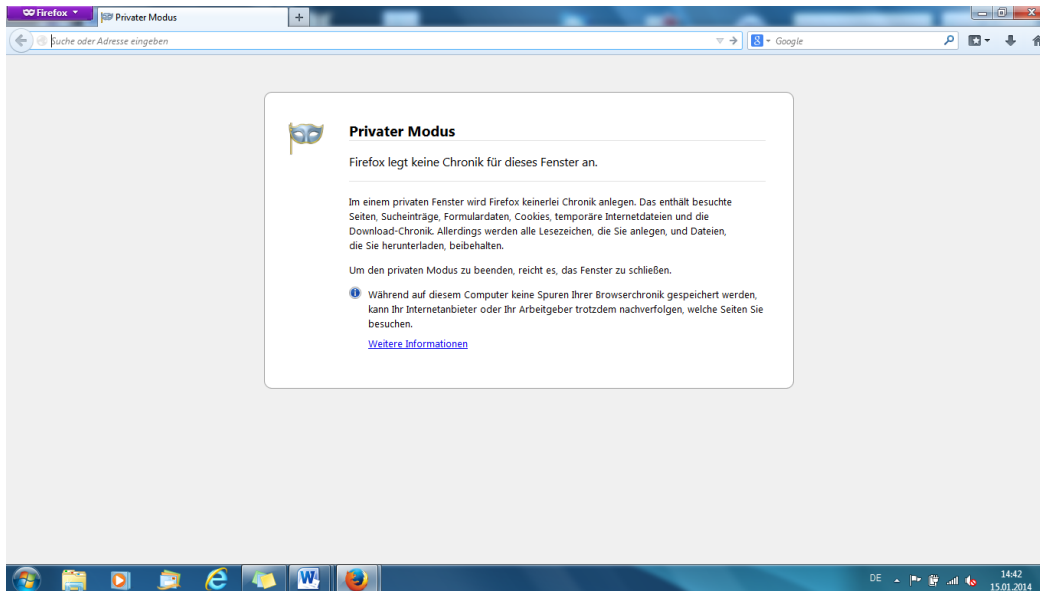 Firefox
Privater Modus
Suche oder Adresse eingeben
Google
Privater Modus
Firefox legt keine Chronik für dieses Fenster an.
Im einem privaten Fenster wird Firefox keinerlei Chronik anlegen. Das enthält besuchte
Seiten, Sucheinträge, Formulardaten, Cookies, temporäre Internetdateien und die
Download-Chronik. Allerdings werden alle Lesezeichen, die Sie anlegen, und Dateien,
die Sie herunterladen, beibehalten.
Um den privaten Modus zu beenden, reicht es, das Fenster zu schließen.
Während auf diesem Computer keine Spuren Ihrer Browserchronik gespeichert werden,
kann Ihr Internetanbieter oder Ihr Arbeitgeber trotzdem nachverfolgen, welche Seiten Sie
besuchen.
Weitere Informationen
DE
14:42
15.01.2014